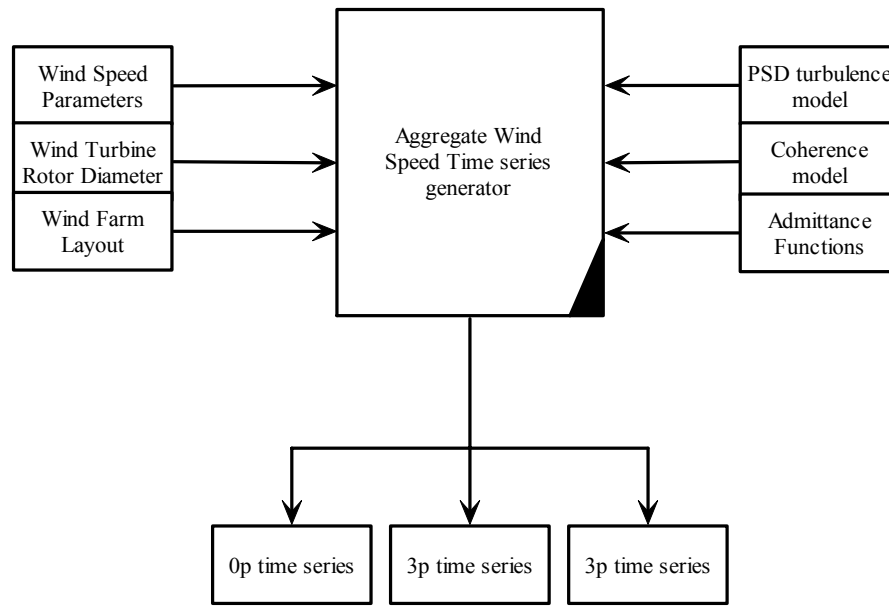 Wind Speed
Parameters
Wind Turbine
Rotor Diameter
Wind Farm
Layout
Aggregate Wind
Speed Time series
generator
PSD turbulence
model
Coherence
model
Admittance
Functions
0p time series
3p time series
3p time series